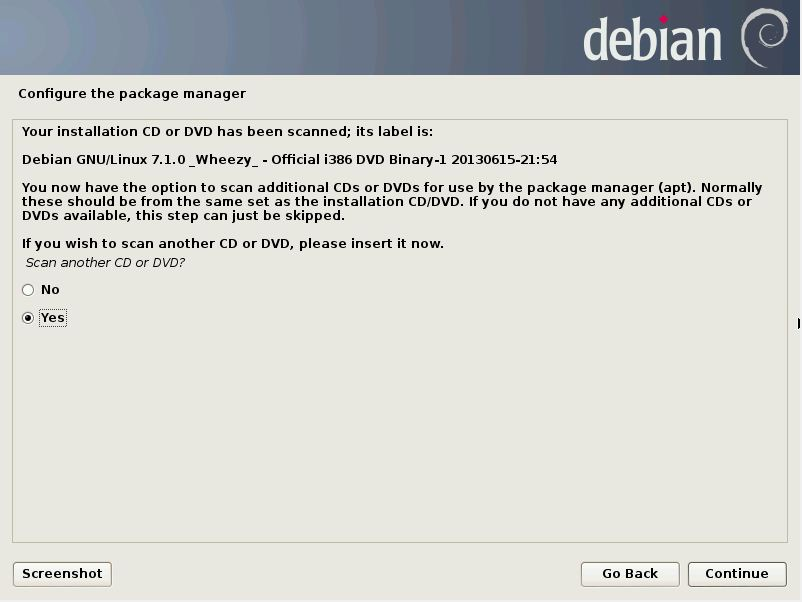 debian
Configure the package manager
Your installation CD or DVD has been scanned; its label is:
Debian GNU/Linux 7.1.0 _Wheezy_ - Official i386 DVD Binary-1 20130615-21:54
You now have the option to scan additional CDs or DVDs for use by the package manager (apt). Normally
these should be from the same set as the installation CD/DVD. If you do not have any additional CDs or
DVDs available, this step can just be skipped.
If you wish to scan another CD or DVD, please insert it now.
Scan another CD or DVD?
No
Yes
Screenshot
Go Back
Continue